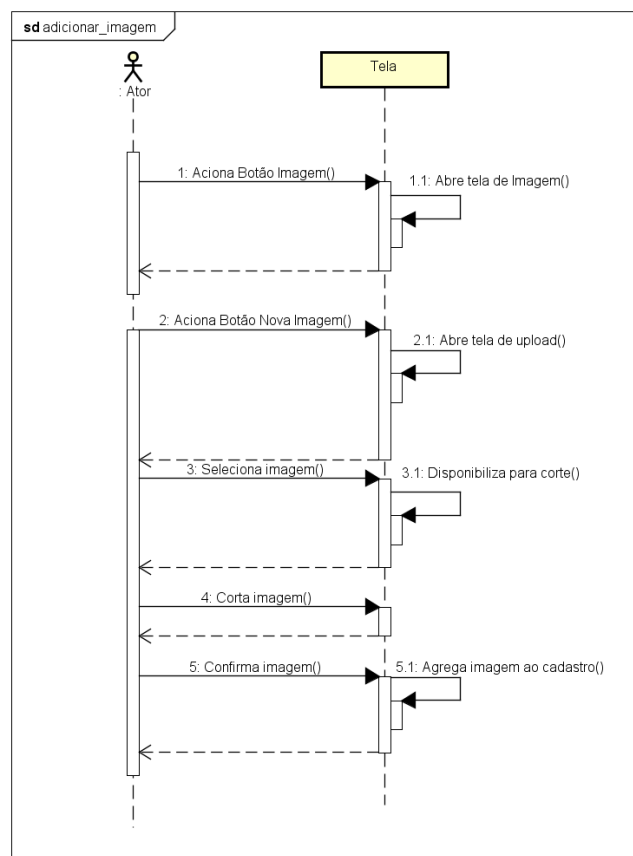 sd adicionar_imagem
: Ator
Tela
1: Aciona Botão Imagem()
1.1: Abre tela de Imagem()
2: Aciona Botão Nova Imagem()
2.1: Abre tela de upload()
3: Seleciona imagem()
3.1: Disponibiliza para corte()
4: Corta imagem()
5: Confirma imagem()
5.1: Agrega imagem ao cadastro()